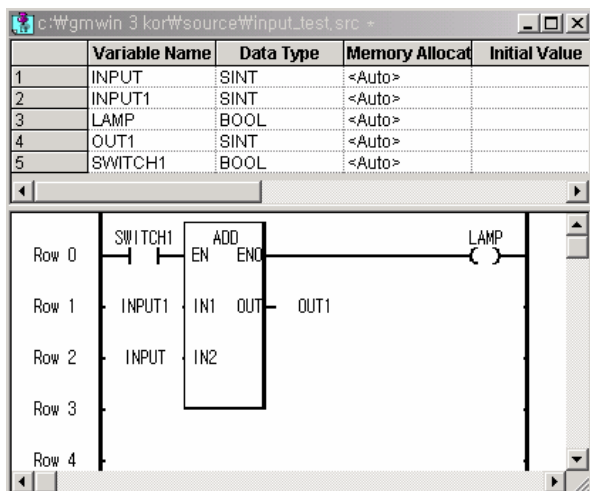 c:₩gmwin 3 kor₩source₩input_test.src *
Variable Name Data Type Memory Allocat Initial Value
1 INPUT SINT <Auto>
2 INPUT1 SINT <Auto>
3 LAMP BOOL <Auto>
4 OUT1 SINT <Auto>
5 SWITCH1 BOOL <Auto>
SWITCH1 ADD LAMP
Row 0 EN ENO
Row 1 INPUT1 IN1 OUT OUT1
Row 2 INPUT IN2
Row 3
Row 4